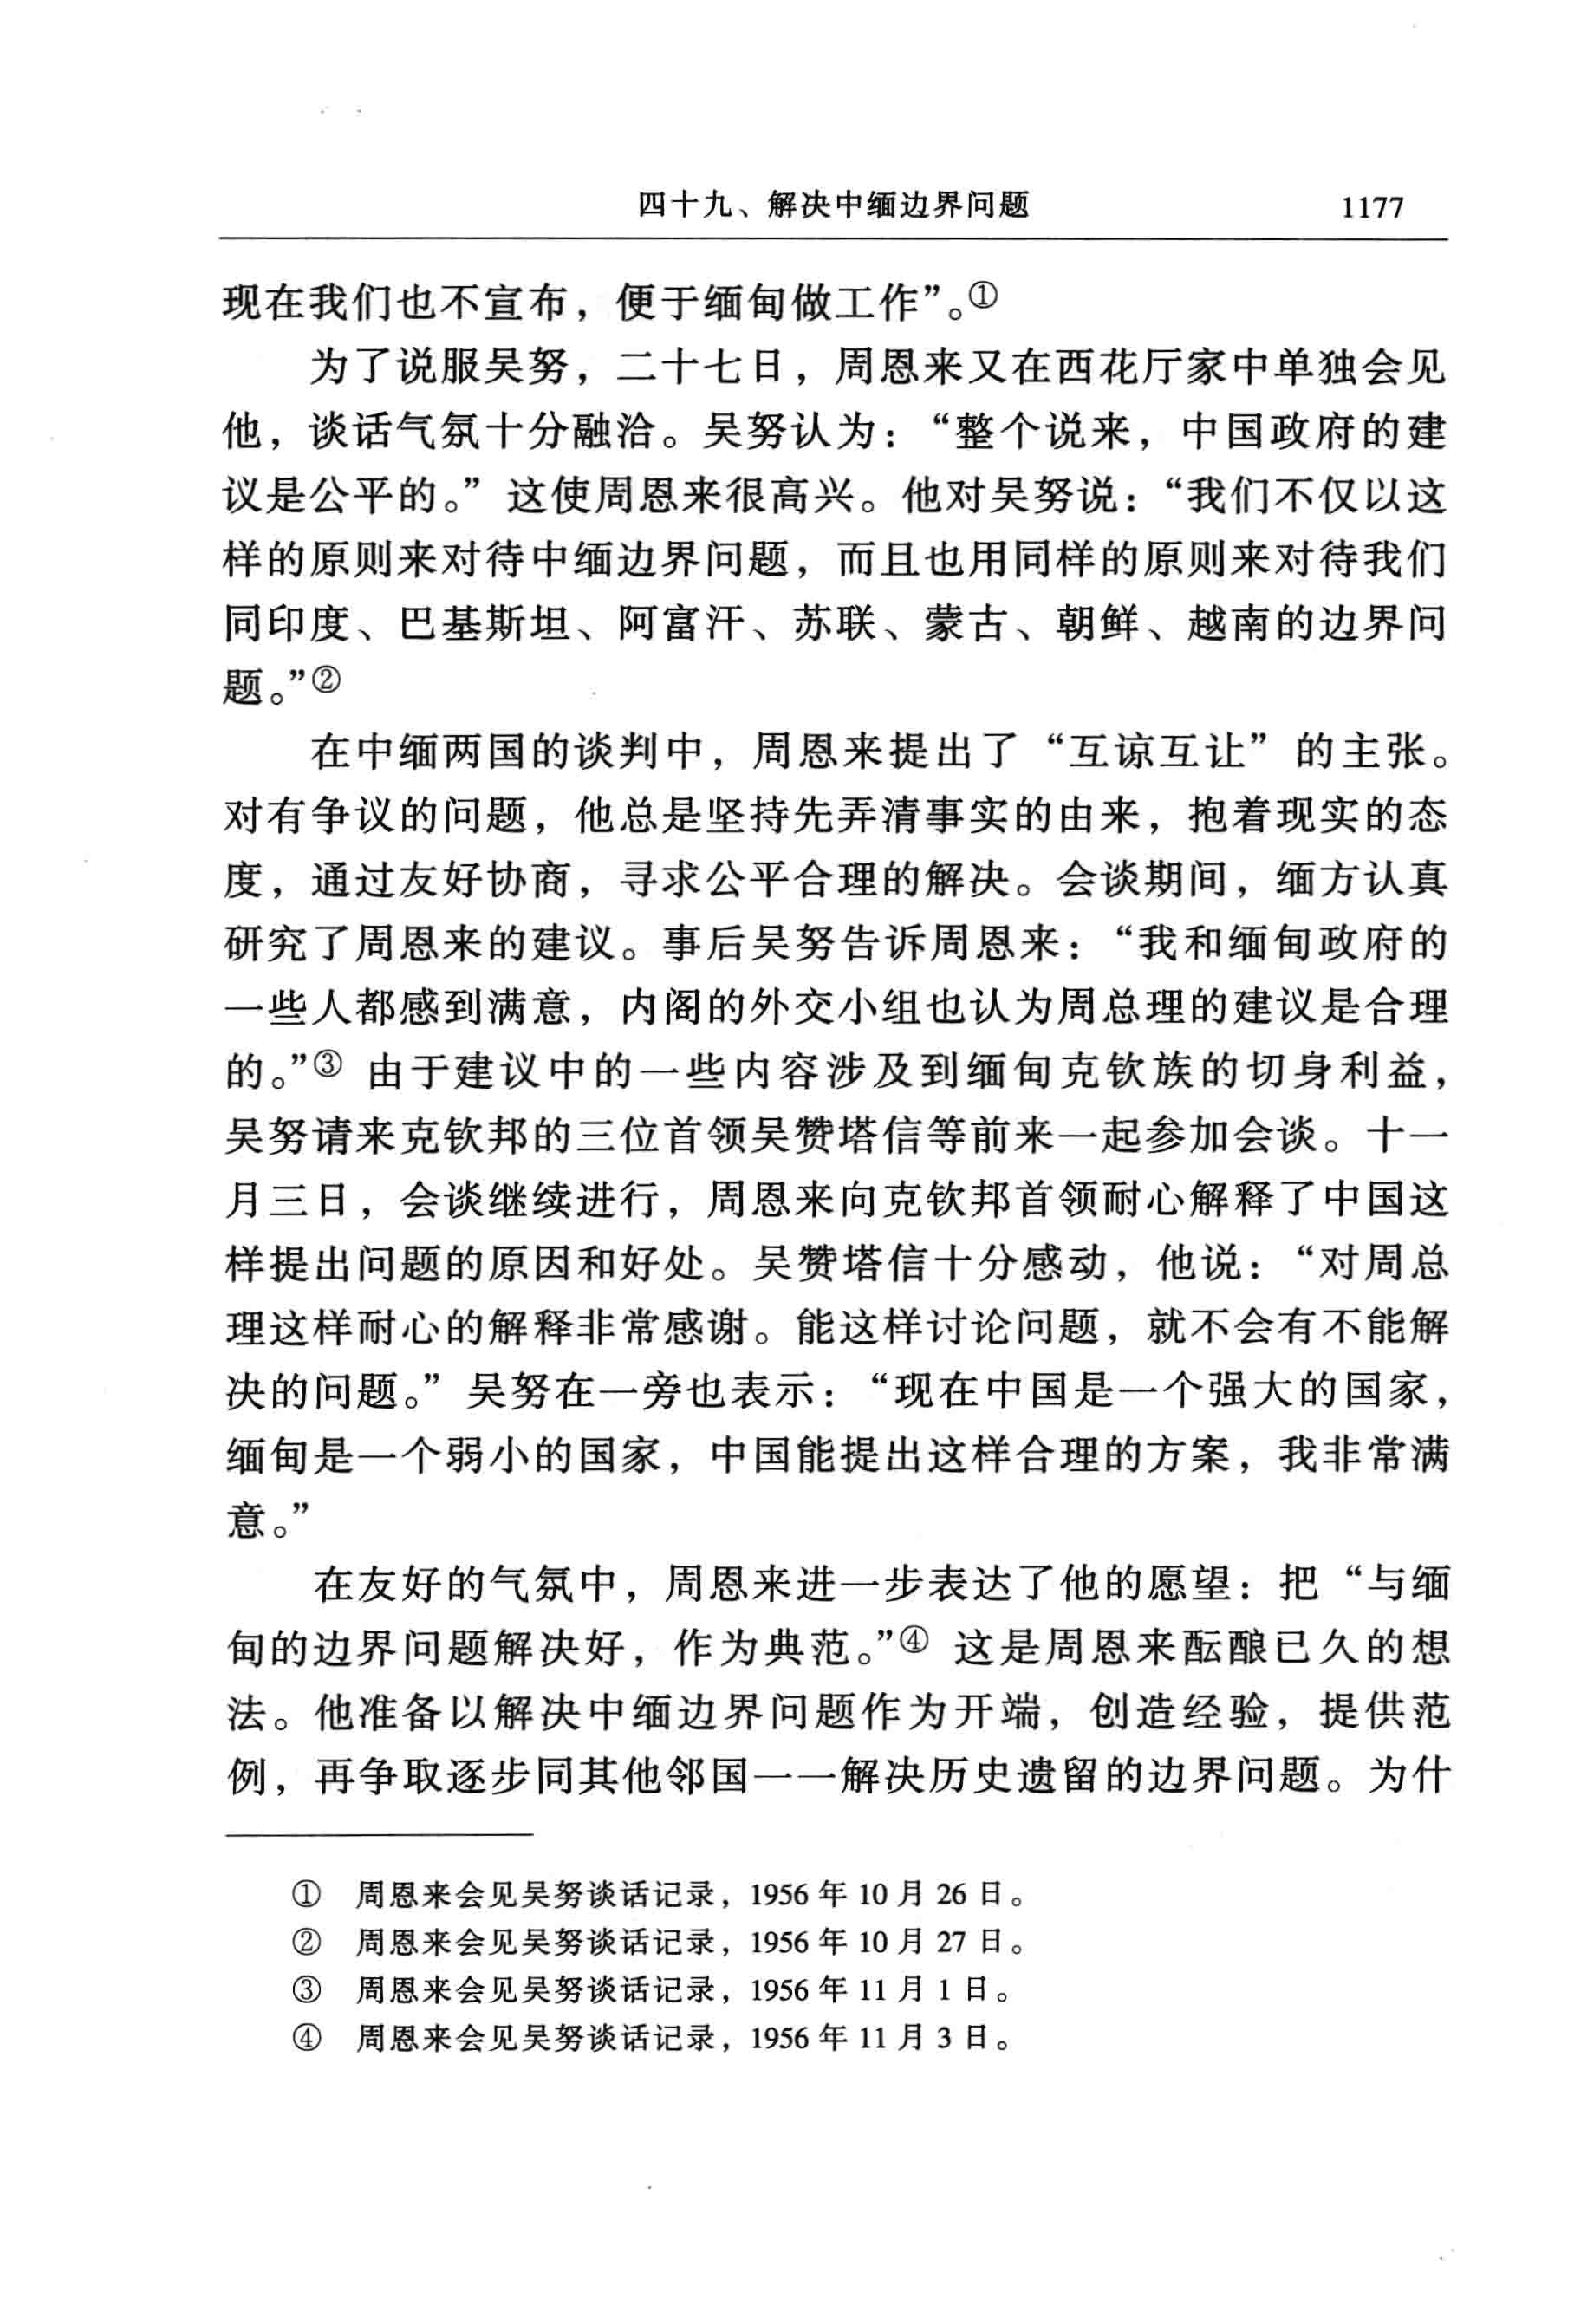 四十九、解决中缅边界问题 1177
现在我们也不宣布，便于缅甸做工作”。①
为了说服吴努，二十七日，周恩来又在西花厅家中单独会见
他，谈话气氛十分融洽。吴努认为：“整个说来，中国政府的建
议是公平的。”这使周恩来很高兴。他对吴努说：“我们不仅以这
样的原则来对待中缅边界问题，而且也用同样的原则来对待我们
同印度、巴基斯坦、阿富汗、苏联、蒙古、朝鲜、越南的边界问
题。”②
在中缅两国的谈判中，周恩来提出了“互谅互让”的主张。
对有争议的问题，他总是坚持先弄清事实的由来，抱着现实的态
度，通过友好协商，寻求公平合理的解决。会谈期间，缅方认真
研究了周恩来的建议。事后吴努告诉周恩来：“我和缅甸政府的
一些人都感到满意，内阁的外交小组也认为周总理的建议是合理
的。”③ 由于建议中的一些内容涉及到缅甸克钦族的切身利益，
吴努请来克钦邦的三位首领吴赞塔信等前来一起参加会谈。十一
月三日，会谈继续进行，周恩来向克钦邦首领耐心解释了中国这
样提出问题的原因和好处。吴赞塔信十分感动，他说：“对周总
理这样耐心的解释非常感谢。能这样讨论问题，就不会有不能解
决的问题。”吴努在一旁也表示：“现在中国是一个强大的国家，
缅甸是一个弱小的国家，中国能提出这样合理的方案，我非常满
意。”
在友好的气氛中，周恩来进一步表达了他的愿望：把“与缅
甸的边界问题解决好，作为典范。”④ 这是周恩来酝酿已久的想
法。他准备以解决中缅边界问题作为开端，创造经验，提供范
例，再争取逐步同其他邻国一一解决历史遗留的边界问题。为什
① 周恩来会见吴努谈话记录，1956 年 10 月 26 日。
② 周恩来会见吴努谈话记录，1956 年 10 月 27 日。
③ 周恩来会见吴努谈话记录，1956 年 11 月 1 日。
④ 周恩来会见吴努谈话记录，1956 年 11 月 3 日。